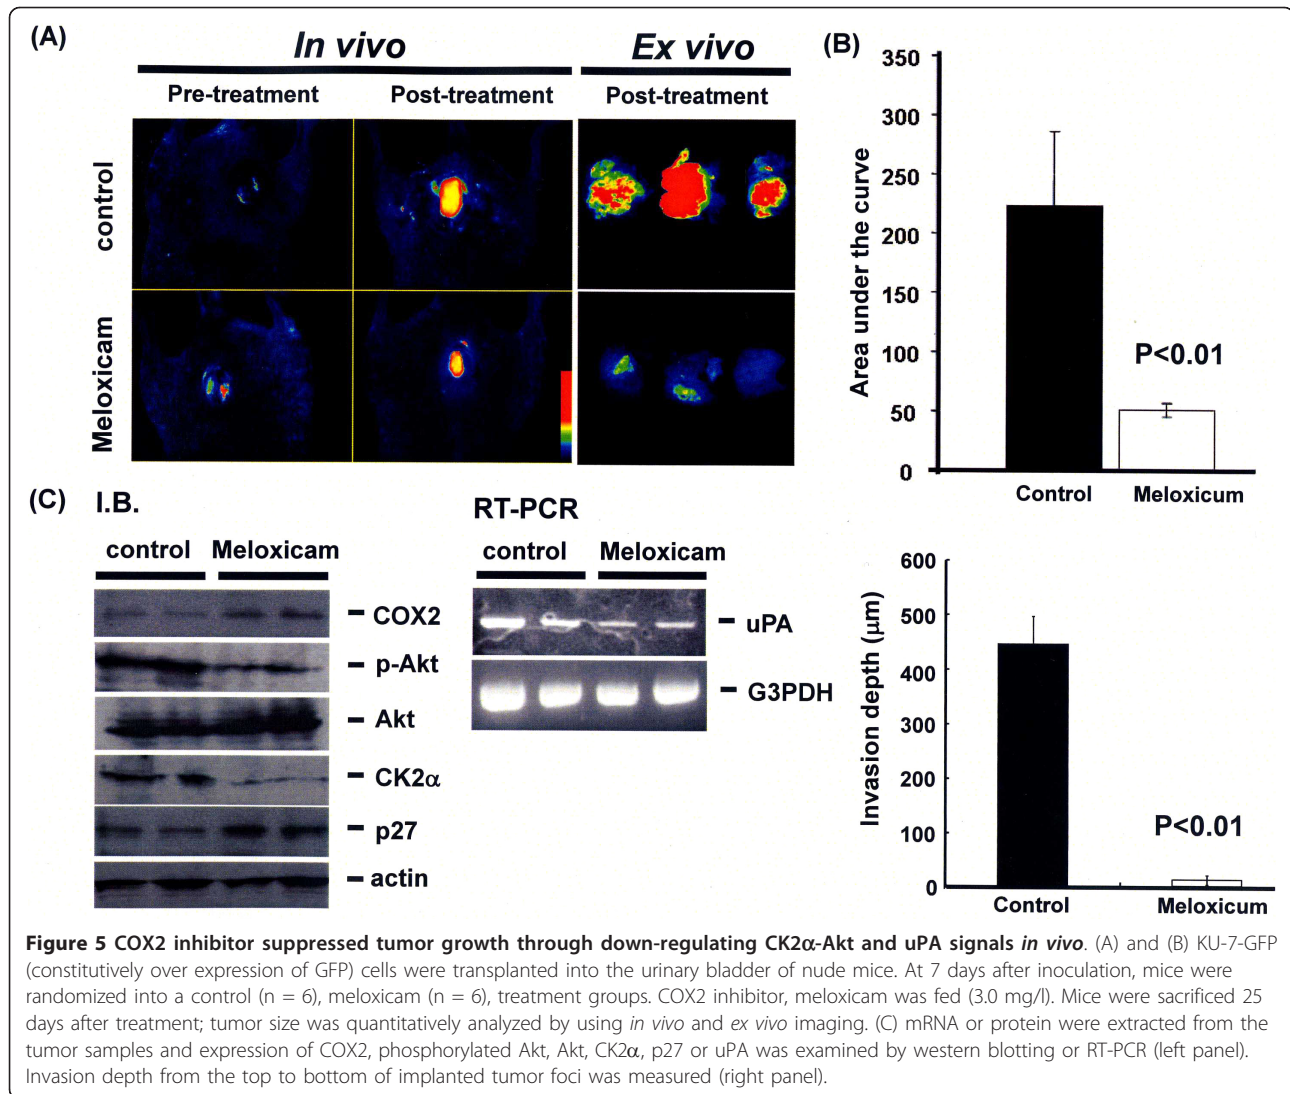 (A)
In vivo
Ex vivo
Pre-treatment
Post-treatment
Post-treatment
control
Meloxicam
(B)
Area under the curve
350
300
250
200
150
100
50
0
P<0.01
Control
Meloxicum
(C)
I.B.
control
Meloxicam
COX2
p-Akt
Akt
CK2α
p27
actin
RT-PCR
control
Meloxicam
uPA
G3PDH
Invasion depth (μm)
600
500
400
300
200
100
0
P<0.01
Control
Meloxicum
Figure 5 COX2 inhibitor suppressed tumor growth through down-regulating CK2α-Akt and uPA signals in vivo. (A) and (B) KU-7-GFP
(constitutively over expression of GFP) cells were transplanted into the urinary bladder of nude mice. At 7 days after inoculation, mice were
randomized into a control (n = 6), meloxicam (n = 6), treatment groups. COX2 inhibitor, meloxicam was fed (3.0 mg/l). Mice were sacrificed 25
days after treatment; tumor size was quantitatively analyzed by using in vivo and ex vivo imaging. (C) mRNA or protein were extracted from the
tumor samples and expression of COX2, phosphorylated Akt, Akt, CK2α, p27 or uPA was examined by western blotting or RT-PCR (left panel).
Invasion depth from the top to bottom of implanted tumor foci was measured (right panel).